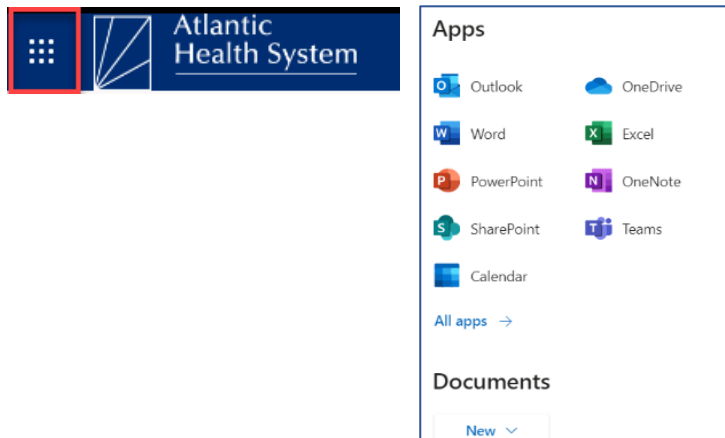 Atlantic
Health System
Apps
Outlook OneDrive
Word Excel
PowerPoint OneNote
SharePoint Teams
Calendar
All apps →
Documents
New